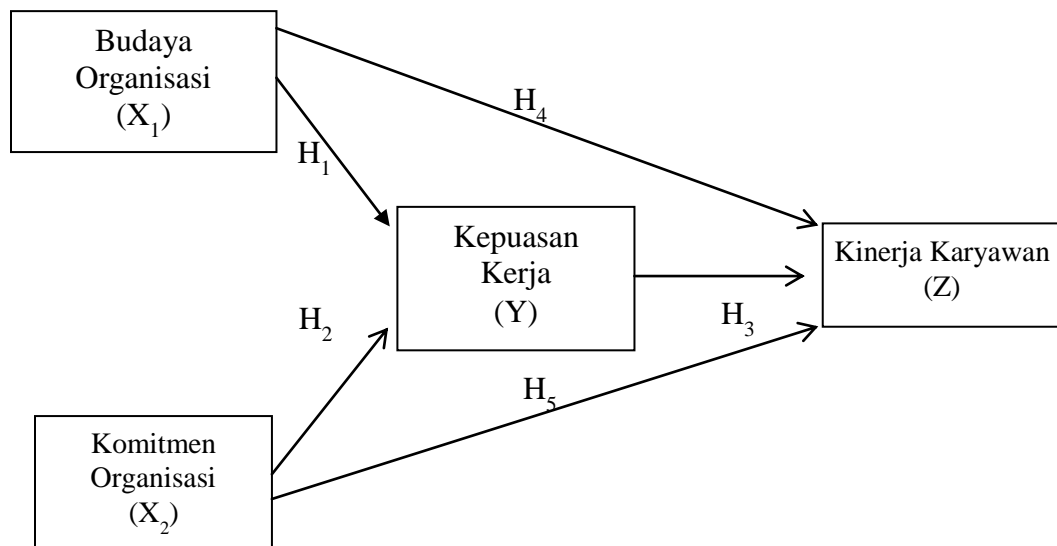 Budaya
Organisasi
(X₁)
H₄
H₁
Kepuasan
Kerja
(Y)
Kinerja Karyawan
(Z)
H₂
H₃
H₅
Komitmen
Organisasi
(X₂)